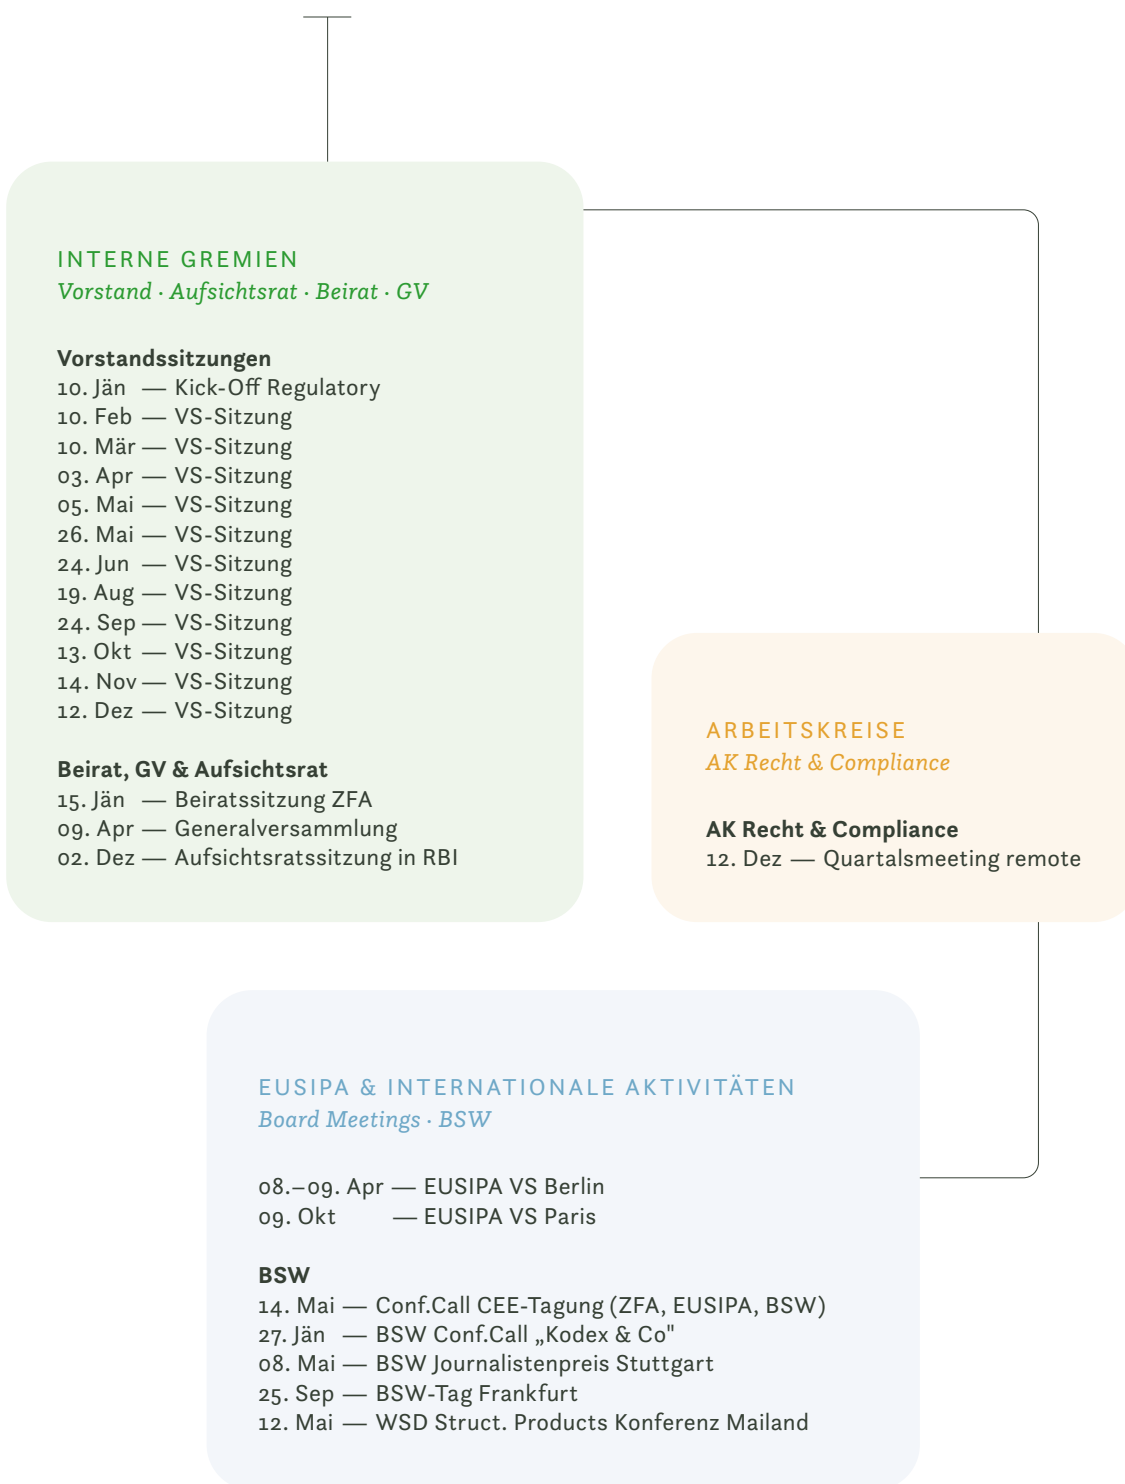 INTERNE GREMIEN
Vorstand · Aufsichtsrat · Beirat · GV
Vorstandssitzungen
10. Jän — Kick-Off Regulatory
10. Feb — VS-Sitzung
10. Mär — VS-Sitzung
03. Apr — VS-Sitzung
05. Mai — VS-Sitzung
26. Mai — VS-Sitzung
24. Jun — VS-Sitzung
19. Aug — VS-Sitzung
24. Sep — VS-Sitzung
13. Okt — VS-Sitzung
14. Nov — VS-Sitzung
12. Dez — VS-Sitzung
Beirat, GV & Aufsichtsrat
15. Jän — Beiratssitzung ZFA
09. Apr — Generalversammlung
02. Dez — Aufsichtsratssitzung in RBI
ARBEITSKREISE
AK Recht & Compliance
AK Recht & Compliance
12. Dez — Quartalsmeeting remote
EUSIPA & INTERNATIONALE AKTIVITÄTEN
Board Meetings · BSW
08.–09. Apr — EUSIPA VS Berlin
09. Okt — EUSIPA VS Paris
BSW
14. Mai — Conf.Call CEE-Tagung (ZFA, EUSIPA, BSW)
27. Jän — BSW Conf.Call „Kodex & Co"
08. Mai — BSW Journalistenpreis Stuttgart
25. Sep — BSW-Tag Frankfurt
12. Mai — WSD Struct. Products Konferenz Mailand